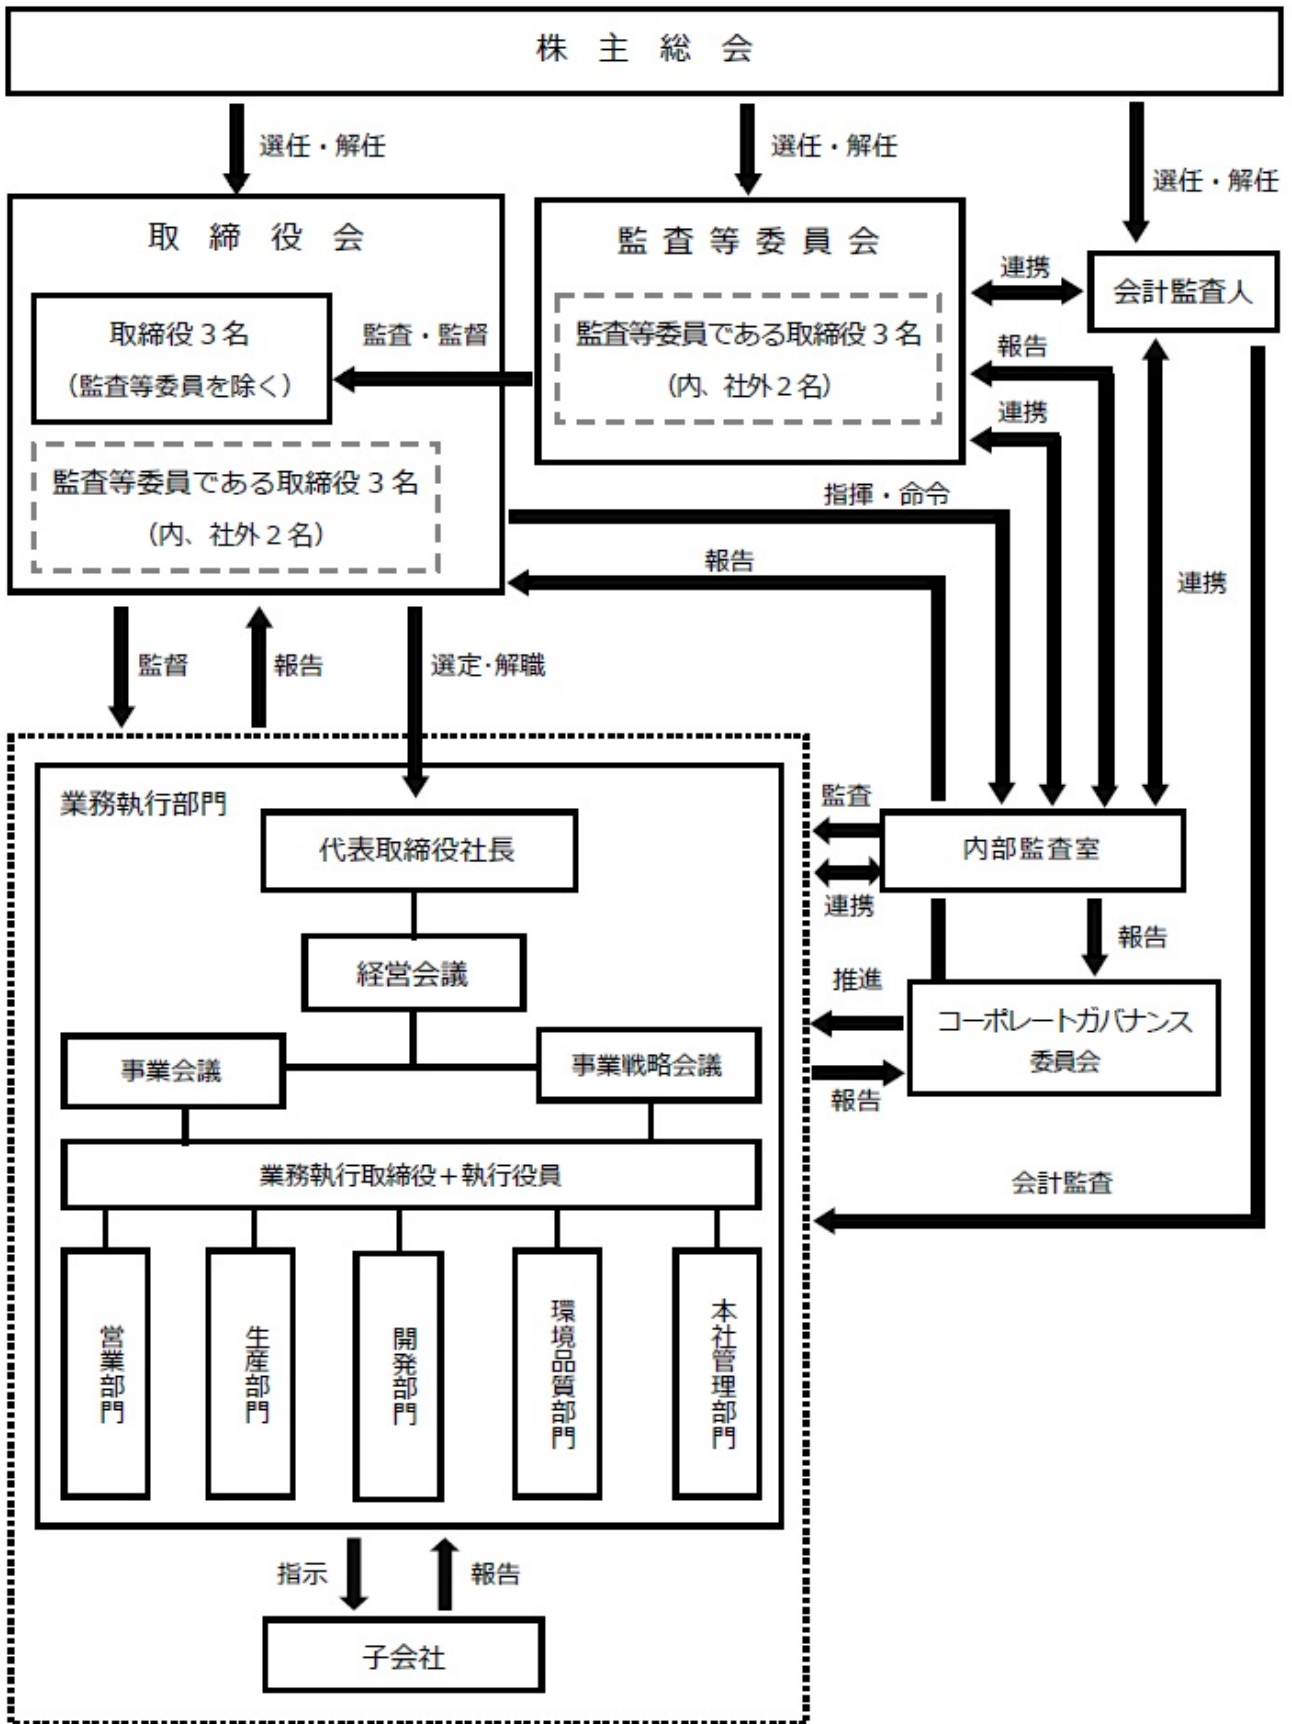 株主総会
選任・解任
選任・解任
選任・解任
取締役会
取締役3名
（監査等委員を除く）
監査等委員である取締役3名
（内、社外2名）
監査・監督
監査等委員会
監査等委員である取締役3名
（内、社外2名）
連携
会計監査人
報告
連携
指揮・命令
報告
連携
監督
報告
選定・解職
業務執行部門
代表取締役社長
経営会議
事業会議
事業戦略会議
業務執行取締役＋執行役員
営業部門
生産部門
開発部門
環境品質部門
本社管理部門
監査
連携
内部監査室
報告
推進
報告
コーポレートガバナンス
委員会
会計監査
指示
報告
子会社